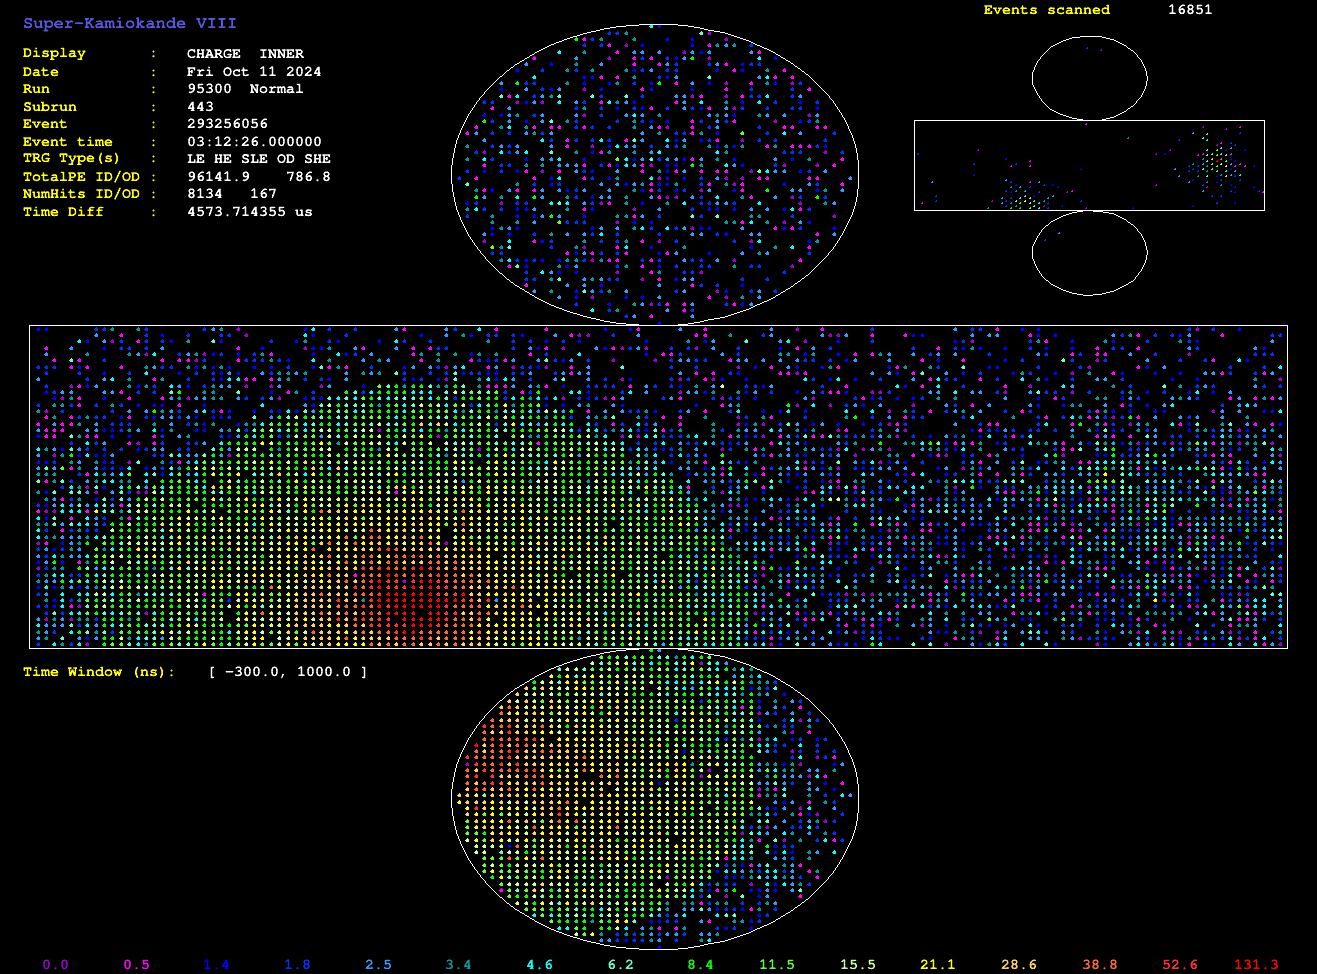 Super-Kamiokande VIII
Events scanned 16851
Display : CHARGE INNER
Date : Fri Oct 11 2024
Run : 95300 Normal
Subrun : 443
Event : 293256056
Event time : 03:12:26.000000
TRG Type(s) : LE HE SLE OD SHE
TotalPE ID/OD : 96141.9 786.8
NumHits ID/OD : 8134 167
Time Diff : 4573.714355 us
Time Window (ns): [ -300.0, 1000.0 ]
0.0 0.5 1.4 1.8 2.5 3.4 4.6 6.2 8.4 11.5 15.5 21.1 28.6 38.8 52.6 131.3